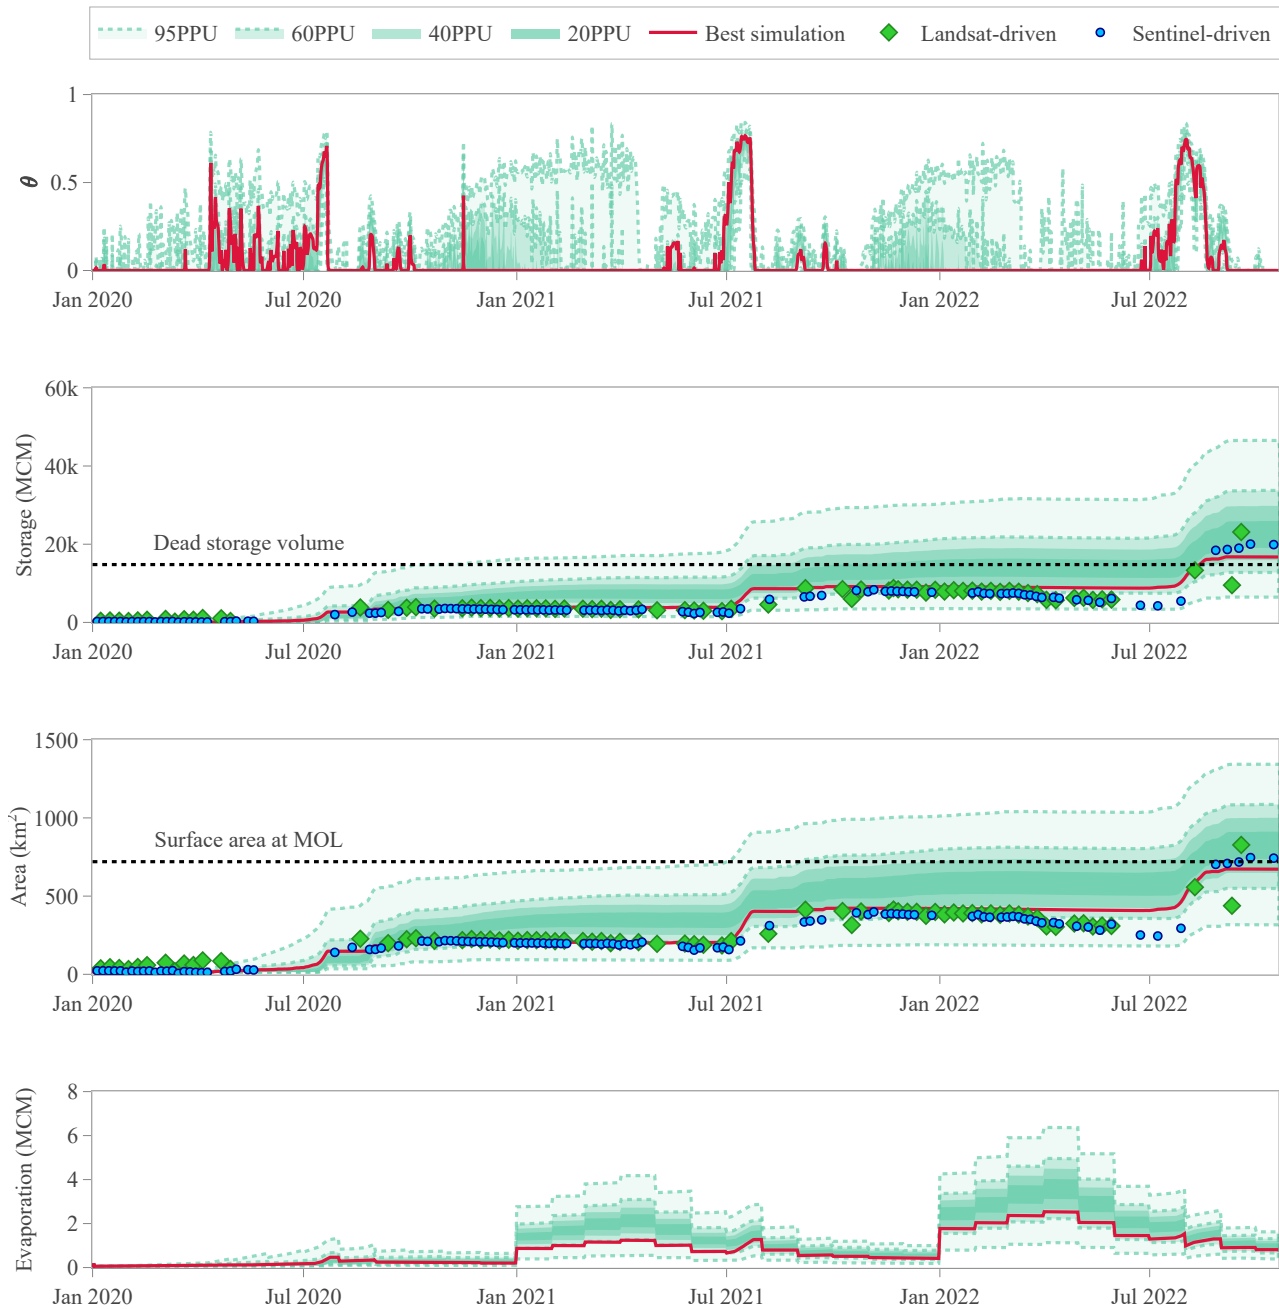 95PPU 60PPU 40PPU 20PPU Best simulation Landsat-driven Sentinel-driven
θ
1
0.5
0
Jan 2020 Jul 2020 Jan 2021 Jul 2021 Jan 2022 Jul 2022
Storage (MCM)
60k
40k
20k
0
Dead storage volume
Jan 2020 Jul 2020 Jan 2021 Jul 2021 Jan 2022 Jul 2022
Area (km²)
1500
1000
500
0
Surface area at MOL
Jan 2020 Jul 2020 Jan 2021 Jul 2021 Jan 2022 Jul 2022
Evaporation (MCM)
8
6
4
2
0
Jan 2020 Jul 2020 Jan 2021 Jul 2021 Jan 2022 Jul 2022